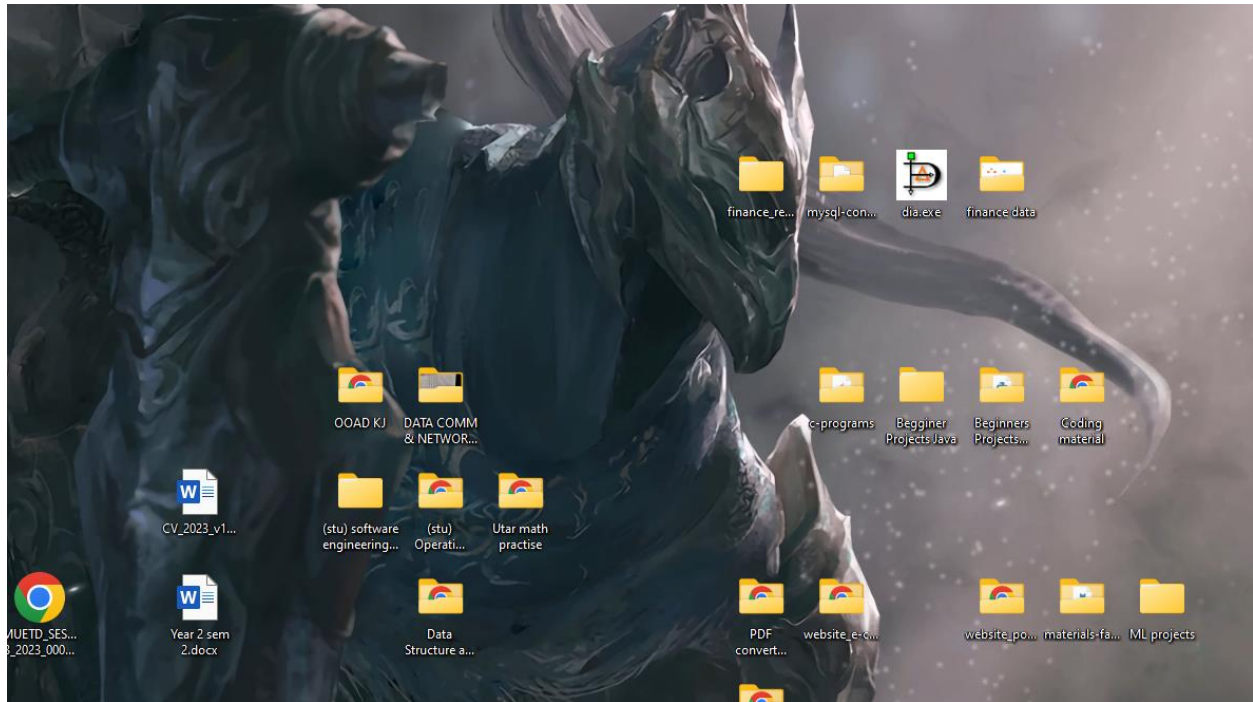 finance_re...
mysql-con...
dia.exe
finance data
OOAD KJ
DATA COMM
& NETWOR...
c-programs
Begginer
Projects Java
Beginners
Projects...
Coding
material
CV_2023_v1...
(stu) software
engineering...
(stu)
Operati...
Utar math
practise
MUETD_SES...
3_2023_000...
Year 2 sem
2.docx
Data
Structure a...
PDF
convert...
website_e-c...
website_po...
materials-fa...
ML projects